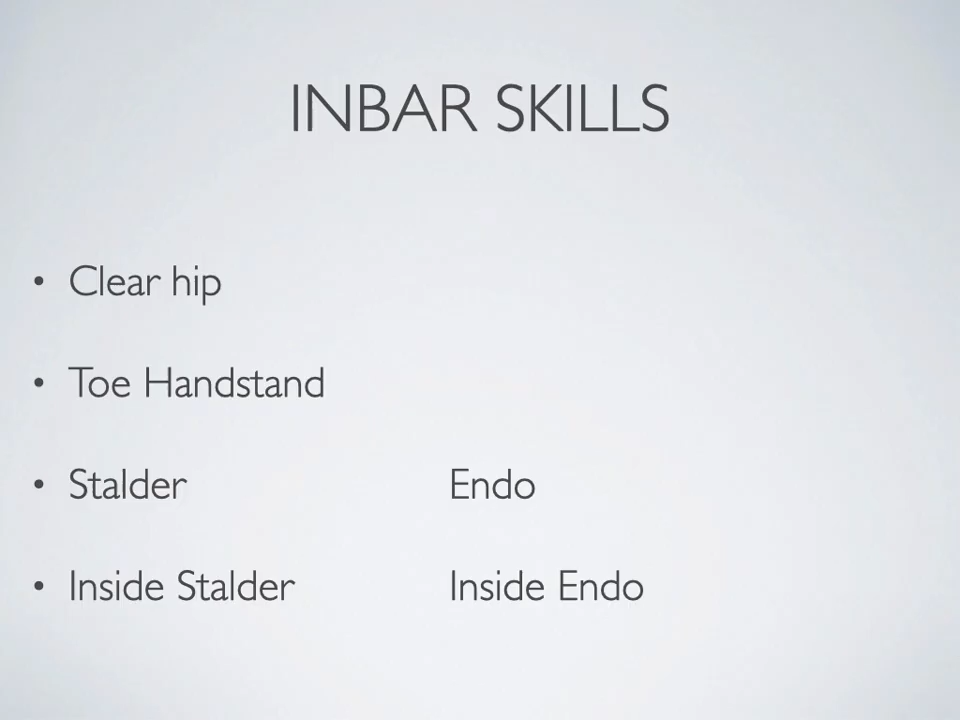 INBAR SKILLS
• Clear hip
• Toe Handstand
• Stalder Endo
• Inside Stalder Inside Endo